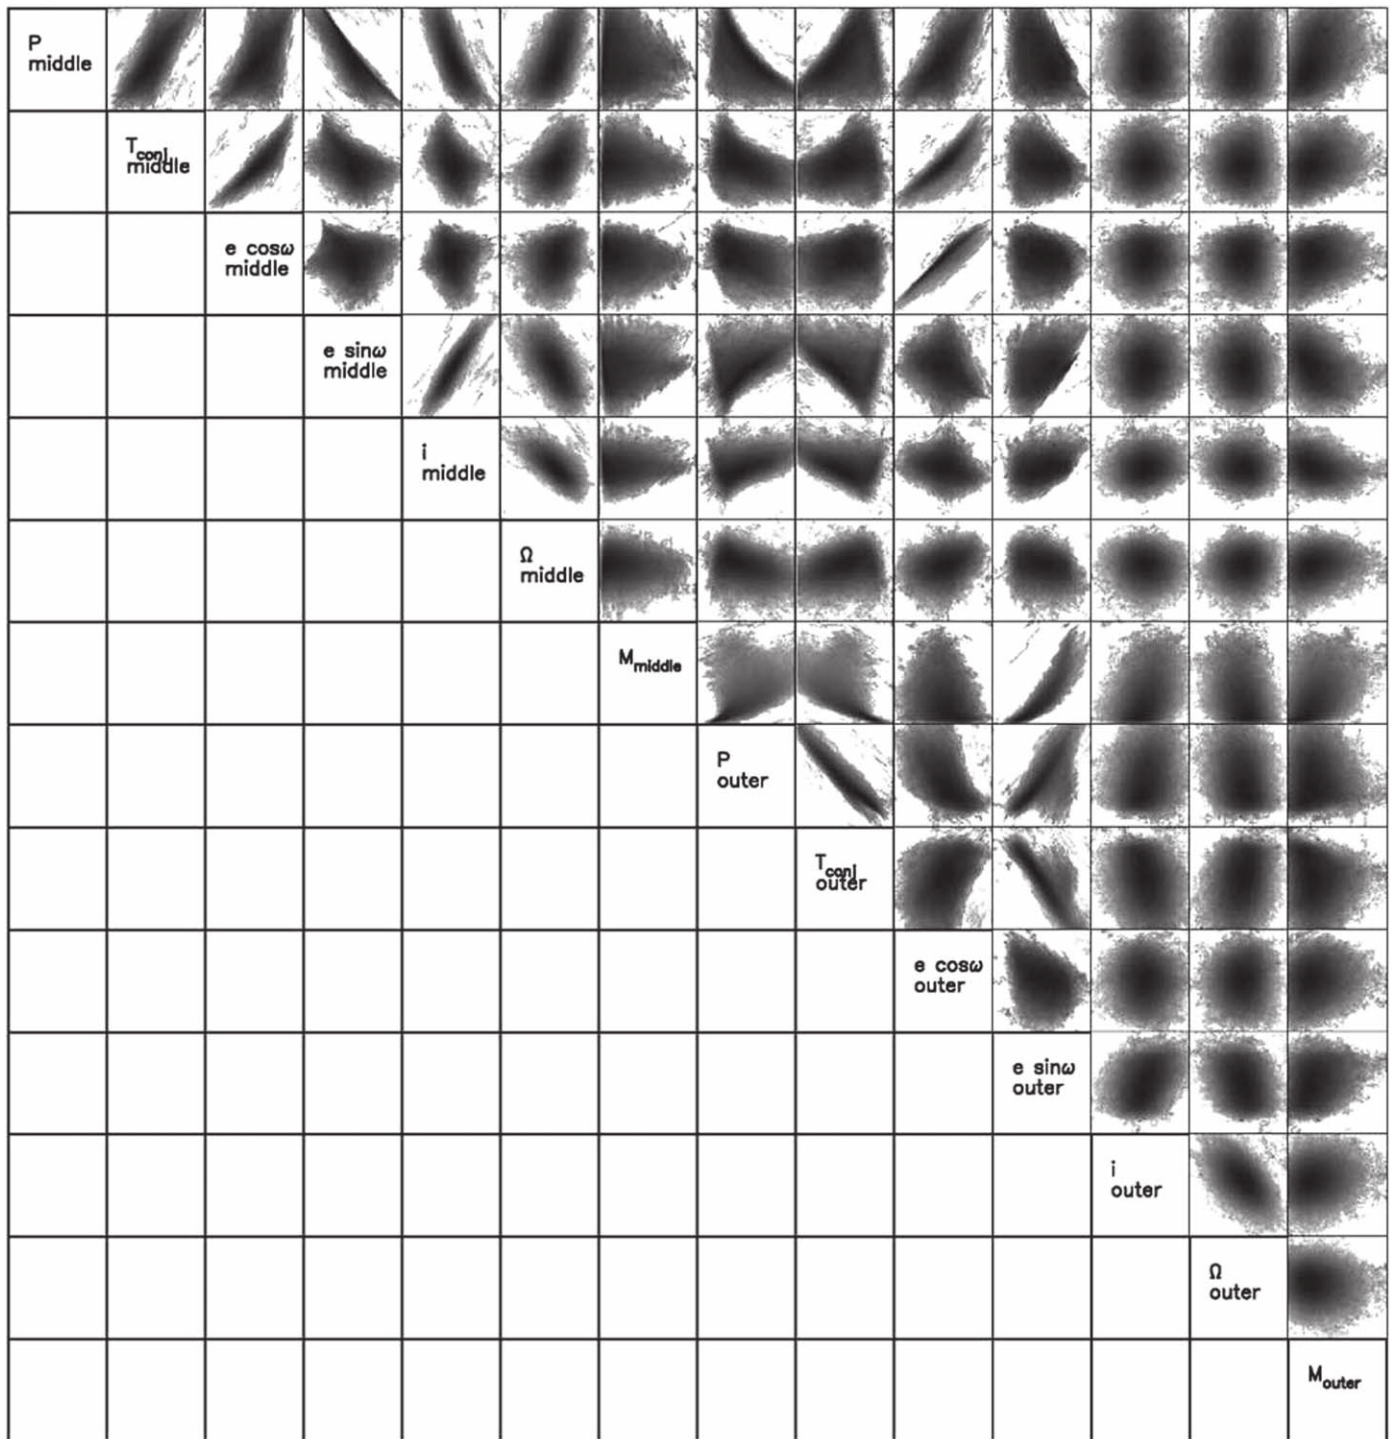 P
middle
T_conj
middle
e cosω
middle
e sinω
middle
i
middle
Ω
middle
M_middle
P
outer
T_conj
outer
e cosω
outer
e sinω
outer
i
outer
Ω
outer
M_outer